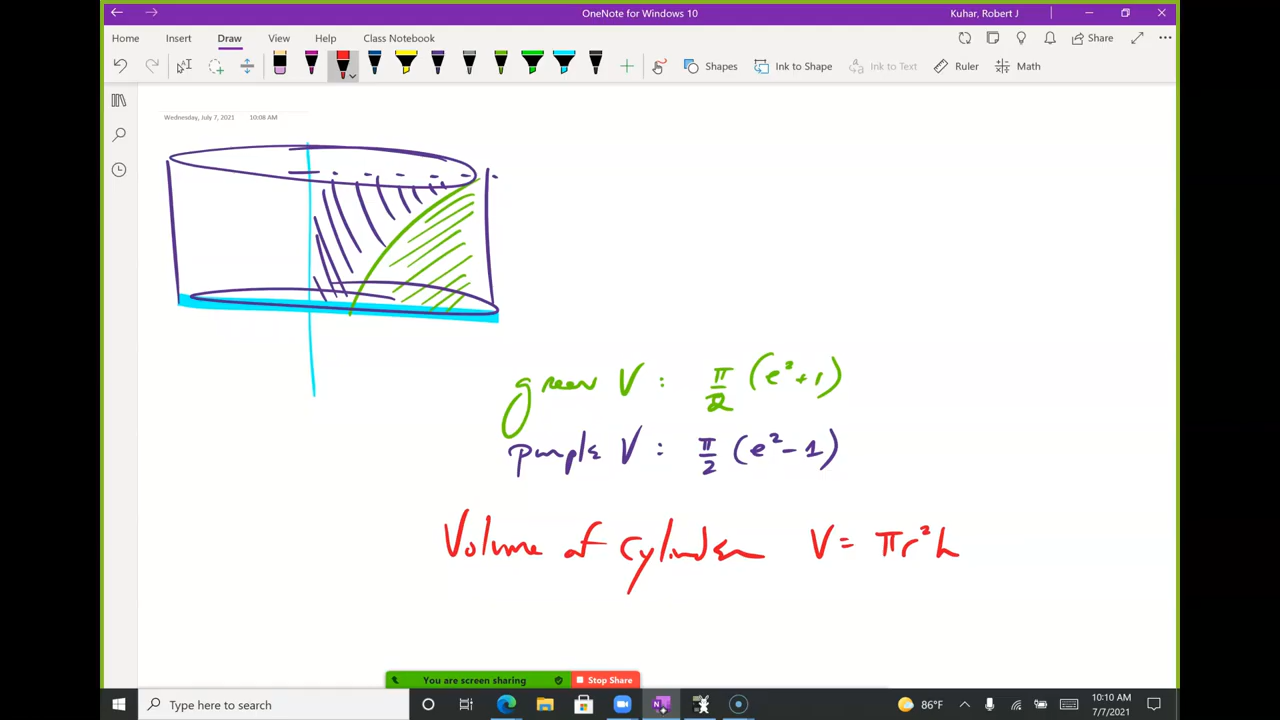 OneNote for Windows 10
Kuhar, Robert J
Home Insert Draw View Help Class Notebook
Share
Shapes Ink to Shape Ink to Text Ruler Math
Wednesday, July 7, 2021 10:08 AM
green V : π/2 (e²+1)
purple V : π/2 (e²-1)
Volume of cylinder V = πr²h
You are screen sharing Stop Share
Type here to search
86°F
10:10 AM
7/7/2021